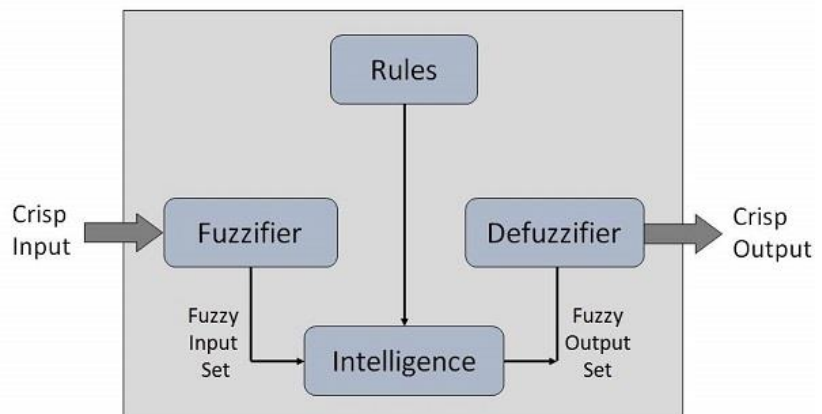 Rules
Crisp
Input
Fuzzifier
Defuzzifier
Crisp
Output
Fuzzy
Input
Set
Intelligence
Fuzzy
Output
Set